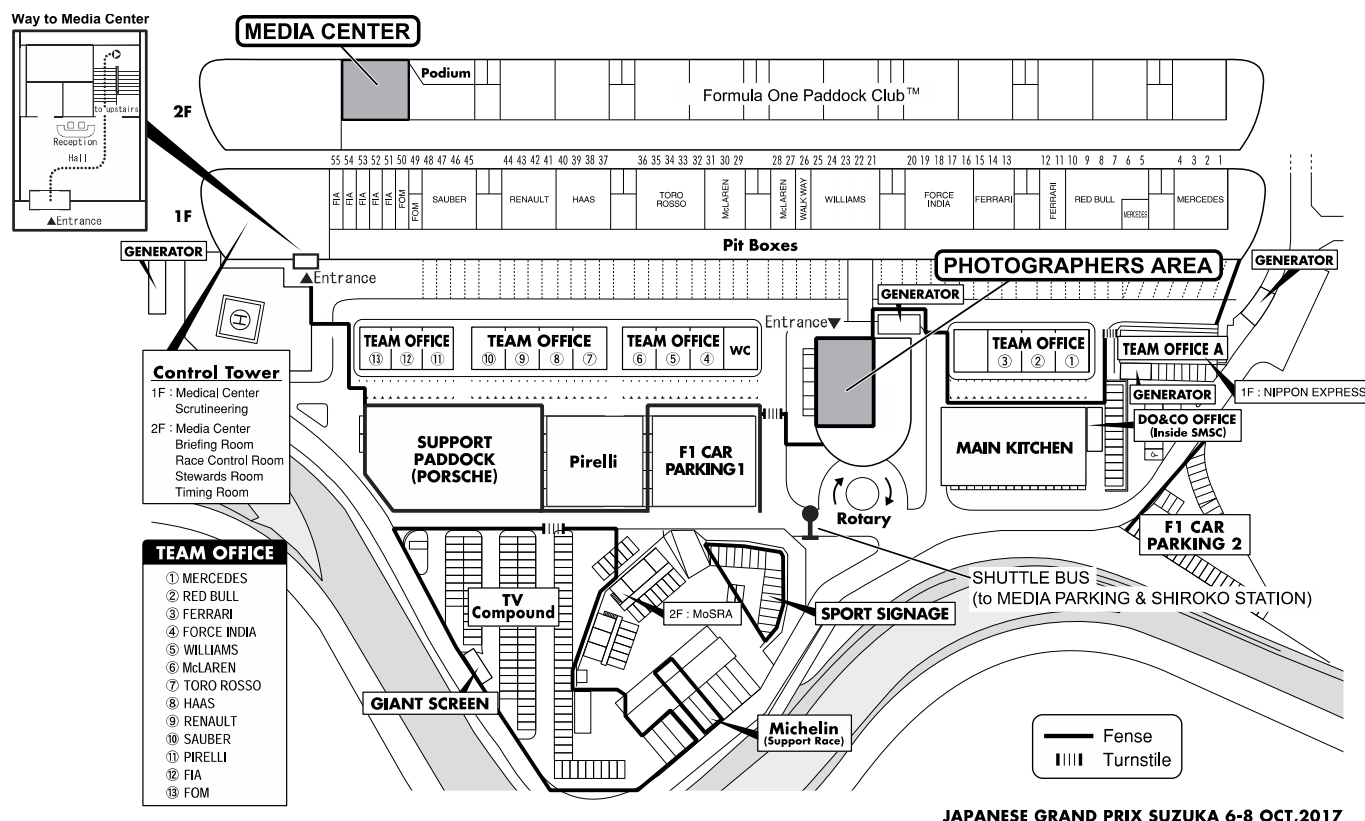 Way to Media Center
to upstairs
Reception
Hall
▲Entrance
MEDIA CENTER
Podium
Formula One Paddock Club™
2F
55 54 53 52 51 50 49 48 47 46 45 44 43 42 41 40 39 38 37 36 35 34 33 32 31 30 29 28 27 26 25 24 23 22 21 20 19 18 17 16 15 14 13 12 11 10 9 8 7 6 5 4 3 2 1
1F
FIA
FIA
FIA
FIA
FIA
FOM
FOM
SAUBER
RENAULT
HAAS
TORO
ROSSO
McLAREN
McLAREN
WALK WAY
WILLIAMS
FORCE
INDIA
FERRARI
FERRARI
RED BULL
MERCEDES
MERCEDES
Pit Boxes
GENERATOR
▲Entrance
PHOTOGRAPHERS AREA
GENERATOR
GENERATOR
Entrance▼
H
TEAM OFFICE
⑬ ⑫ ⑪
TEAM OFFICE
⑩ ⑨ ⑧ ⑦
TEAM OFFICE
⑥ ⑤ ④
WC
TEAM OFFICE
③ ② ①
TEAM OFFICE A
1F : NIPPON EXPRESS
GENERATOR
DO&CO OFFICE
(Inside SMSC)
Control Tower
1F : Medical Center
Scrutineering
2F : Media Center
Briefing Room
Race Control Room
Stewards Room
Timing Room
SUPPORT
PADDOCK
(PORSCHE)
Pirelli
F1 CAR
PARKING 1
MAIN KITCHEN
Rotary
F1 CAR
PARKING 2
SHUTTLE BUS
(to MEDIA PARKING & SHIROKO STATION)
TEAM OFFICE
① MERCEDES
② RED BULL
③ FERRARI
④ FORCE INDIA
⑤ WILLIAMS
⑥ McLAREN
⑦ TORO ROSSO
⑧ HAAS
⑨ RENAULT
⑩ SAUBER
⑪ PIRELLI
⑫ FIA
⑬ FOM
TV
Compound
2F : MoSRA
SPORT SIGNAGE
GIANT SCREEN
Michelin
(Support Race)
Fense
Turnstile
JAPANESE GRAND PRIX SUZUKA 6-8 OCT,2017